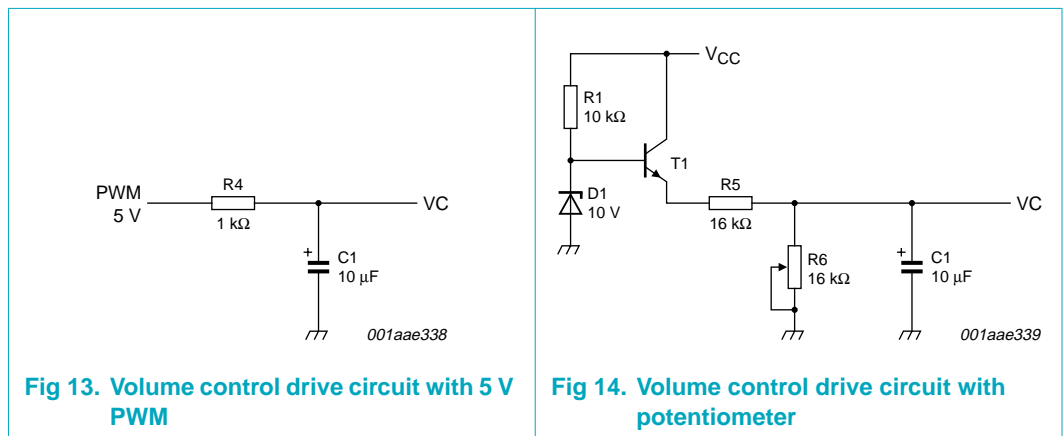 PWM
5 V
R4
1 kΩ
VC
C1
10 μF
+
001aae338
Fig 13. Volume control drive circuit with 5 V
PWM
VCC
R1
10 kΩ
T1
D1
10 V
R5
16 kΩ
VC
R6
16 kΩ
+
C1
10 μF
001aae339
Fig 14. Volume control drive circuit with
potentiometer